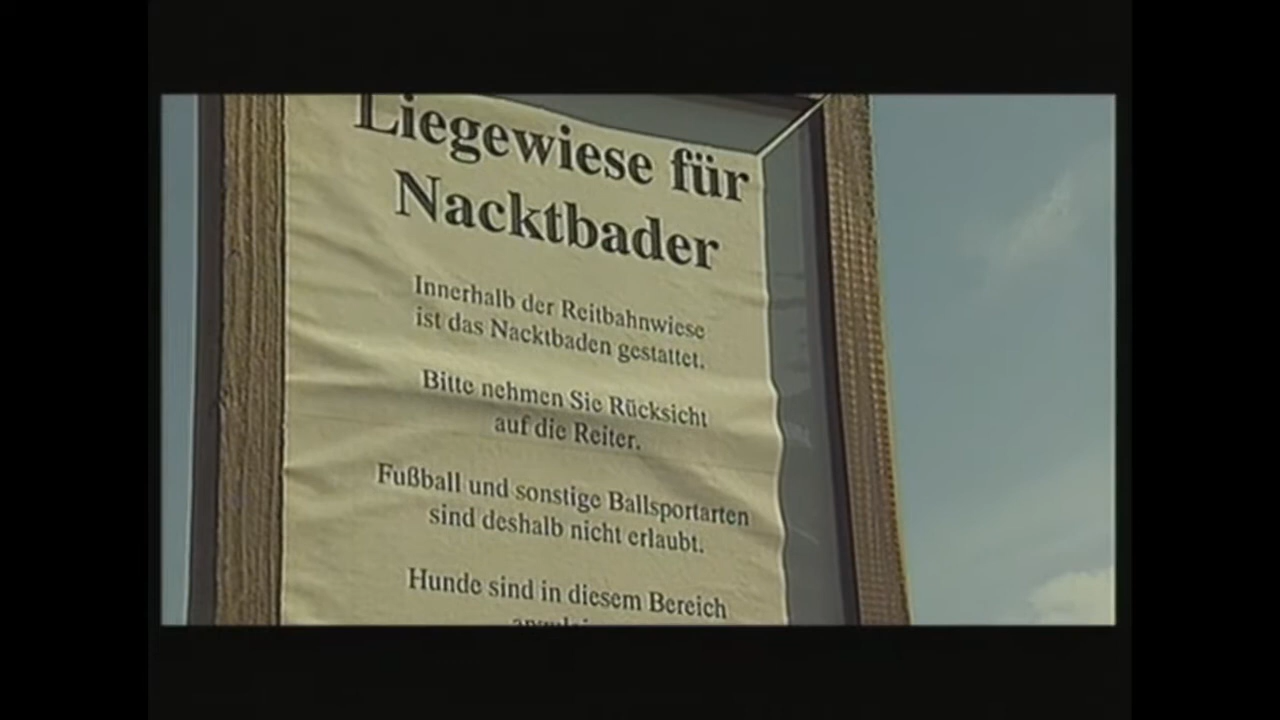 Liegewiese für
Nacktbader
Innerhalb der Reitbahnwiese
ist das Nacktbaden gestattet.
Bitte nehmen Sie Rücksicht
auf die Reiter.
Fußball und sonstige Ballsportarten
sind deshalb nicht erlaubt.
Hunde sind in diesem Bereich